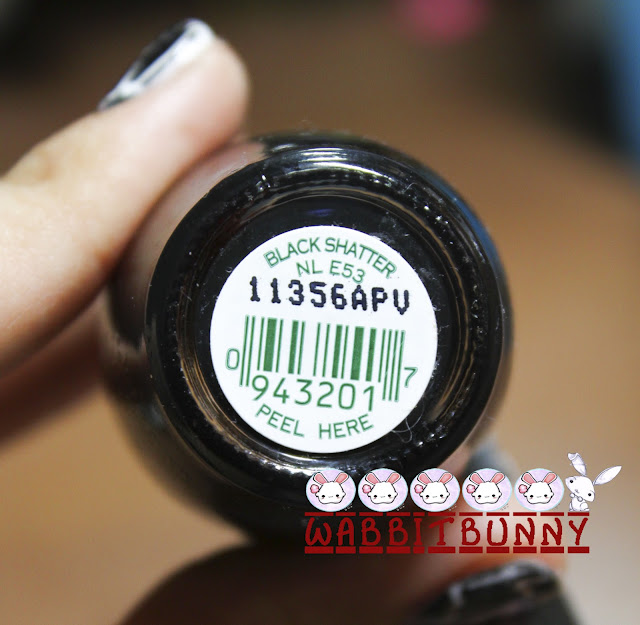 BLACK SHATTER
NL E53
11356APV
0 943201 7
PEEL HERE
WABBITBUNNY